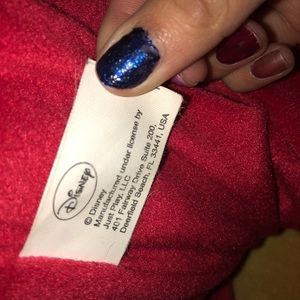 Disney
© Disney
Manufactured under license by
Just Play, LLC
401 Fairway Drive Suite 200,
Deerfield Beach, FL 33441, USA